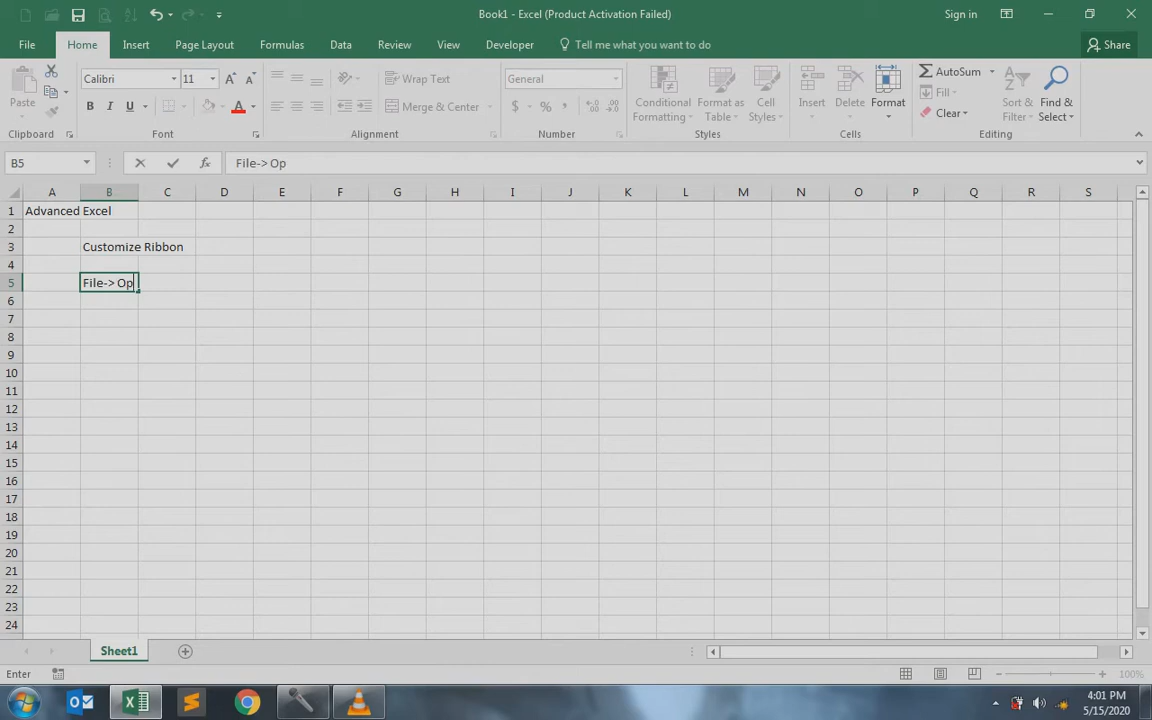 Book1 - Excel (Product Activation Failed)
Sign in
File Home Insert Page Layout Formulas Data Review View Developer Tell me what you want to do Share
Paste
Calibri 11
B I U A
Wrap Text
Merge & Center
General
$ % ,
Conditional Formatting
Format as Table
Cell Styles
Insert Delete Format
AutoSum
Fill
Clear
Sort & Filter
Find & Select
Clipboard Font Alignment Number Styles Cells Editing
B5 fx File-> Op
A B C D E F G H I J K L M N O P Q R S
1 Advanced Excel
2
3 Customize Ribbon
4
5 File-> Op
6
7
8
9
10
11
12
13
14
15
16
17
18
19
20
21
22
23
24
Sheet1
Enter 100%
4:01 PM
5/15/2020